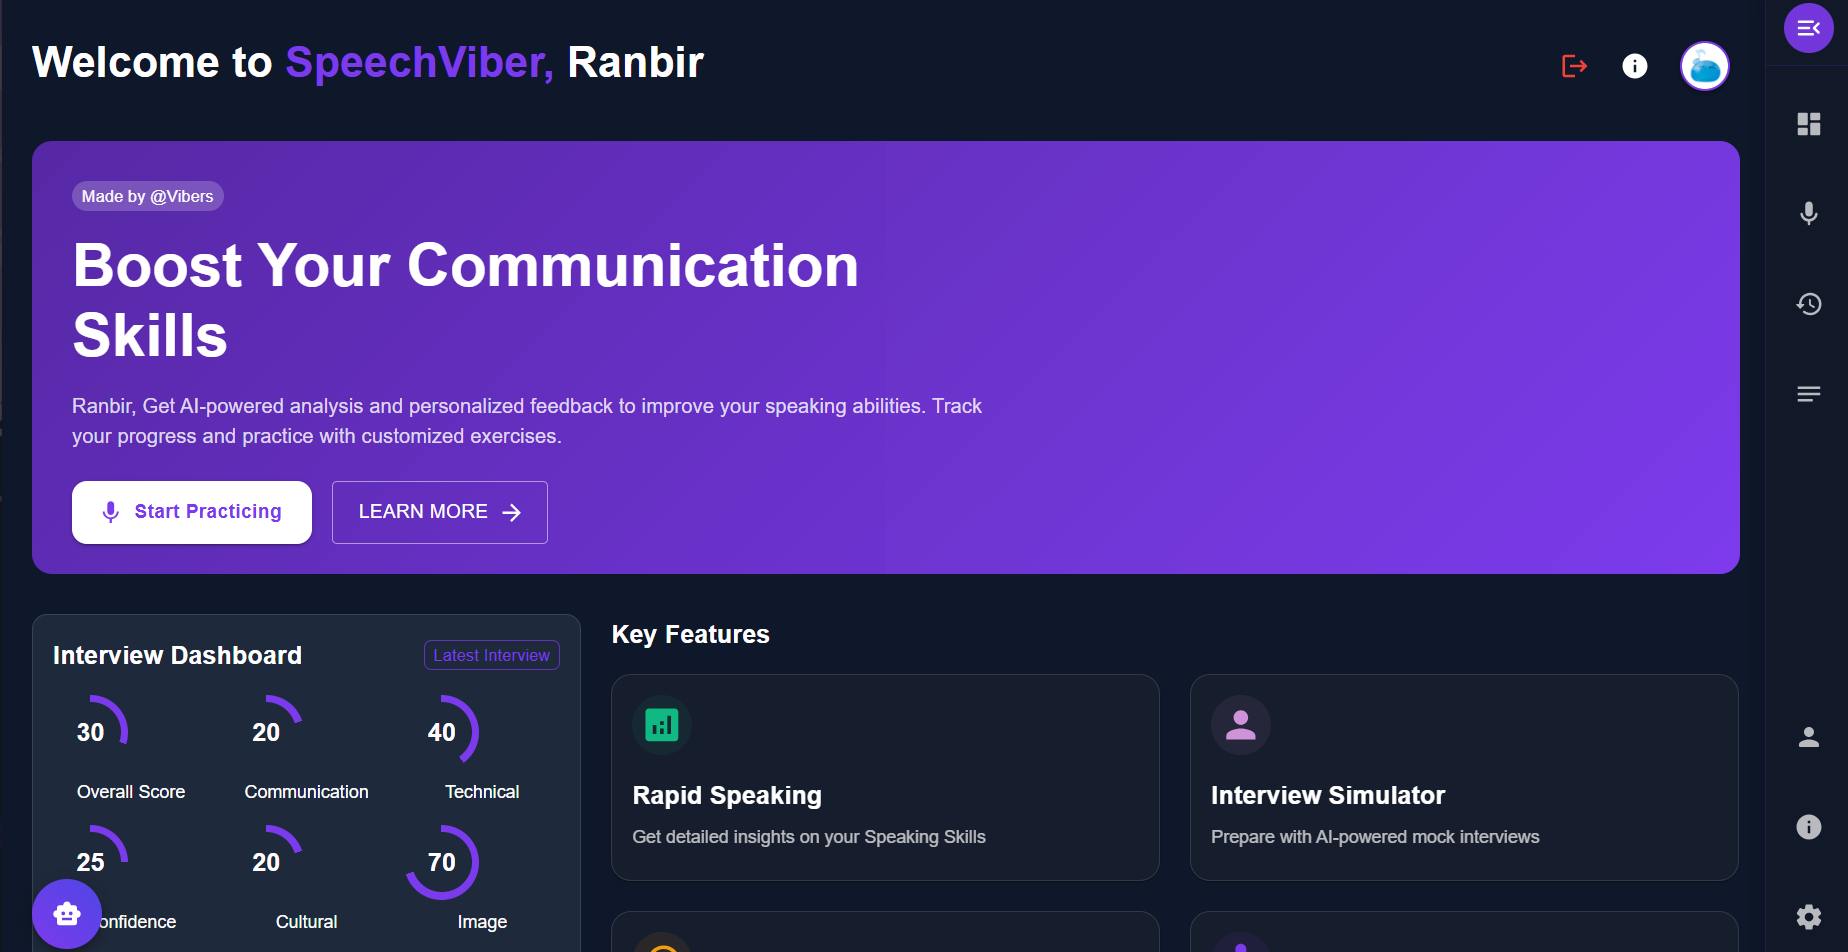 Welcome to SpeechViber, Ranbir
Made by @Vibers
Boost Your Communication
Skills
Ranbir, Get AI-powered analysis and personalized feedback to improve your speaking abilities. Track
your progress and practice with customized exercises.
Start Practicing
LEARN MORE
Interview Dashboard
Latest Interview
30
20
40
Overall Score
Communication
Technical
25
20
70
onfidence
Cultural
Image
Key Features
Rapid Speaking
Get detailed insights on your Speaking Skills
Interview Simulator
Prepare with AI-powered mock interviews